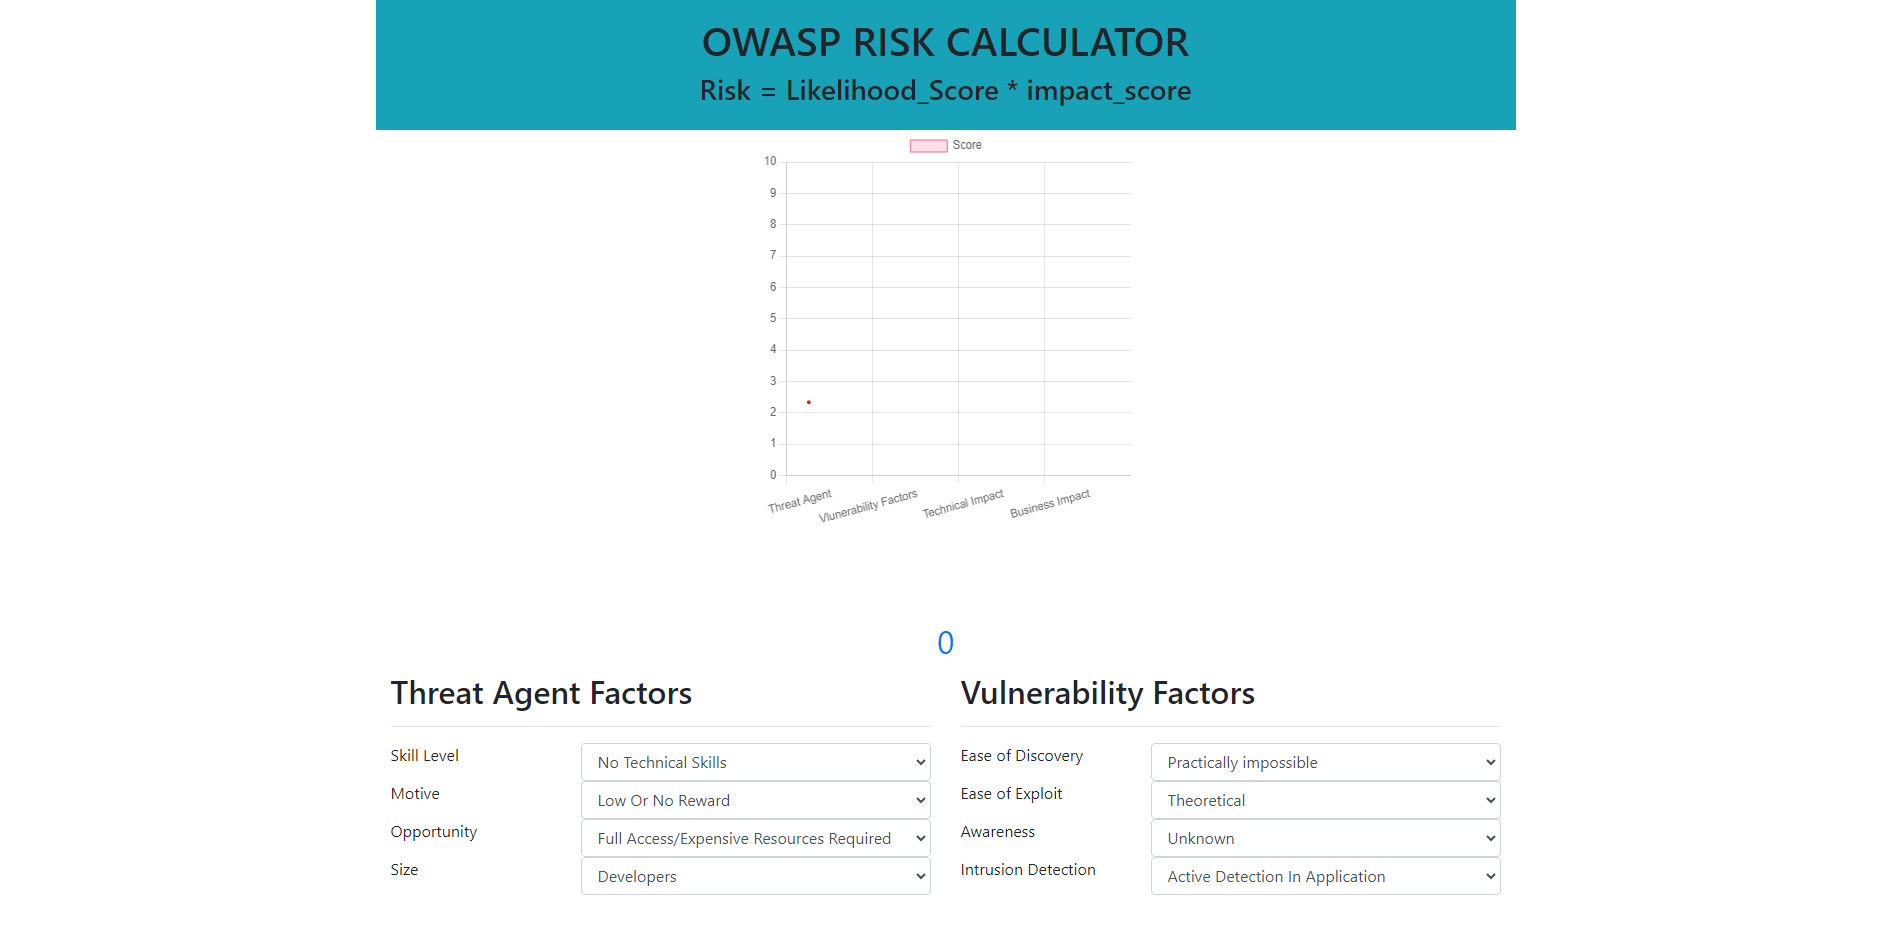 OWASP RISK CALCULATOR
Risk = Likelihood_Score * impact_score
Score
10
9
8
7
6
5
4
3
2
1
0
Threat Agent
Vlunerability Factors
Technical Impact
Business Impact
0
Threat Agent Factors
Skill Level No Technical Skills
Motive Low Or No Reward
Opportunity Full Access/Expensive Resources Required
Size Developers
Vulnerability Factors
Ease of Discovery Practically impossible
Ease of Exploit Theoretical
Awareness Unknown
Intrusion Detection Active Detection In Application